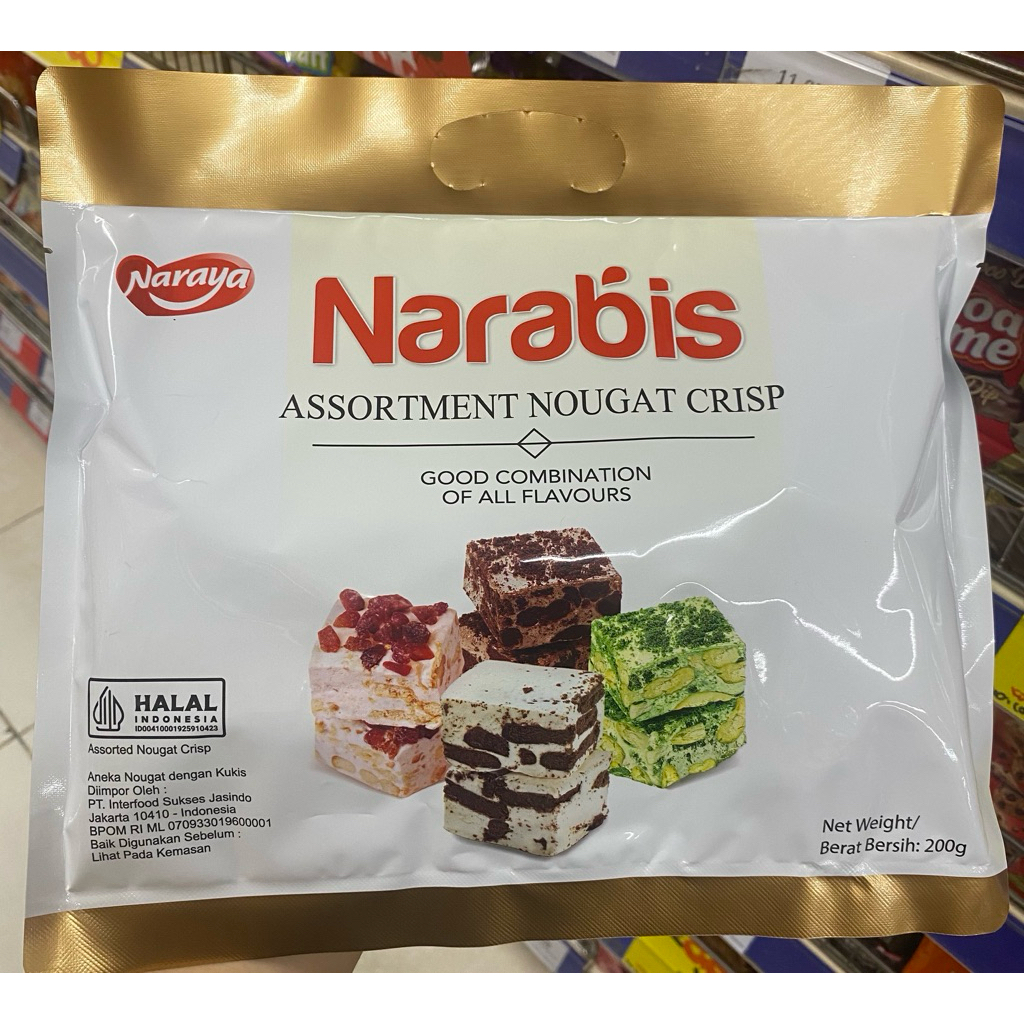 Naraya
Narabis
ASSORTMENT NOUGAT CRISP
GOOD COMBINATION
OF ALL FLAVOURS
HALAL
INDONESIA
ID00410001925910423
Assorted Nougat Crisp
Aneka Nougat dengan Kukis
Diimpor Oleh :
PT. Interfood Sukses Jasindo
Jakarta 10410 - Indonesia
BPOM RI ML 070933019600001
Baik Digunakan Sebelum :
Lihat Pada Kemasan
Net Weight/
Berat Bersih: 200g
me
Dip